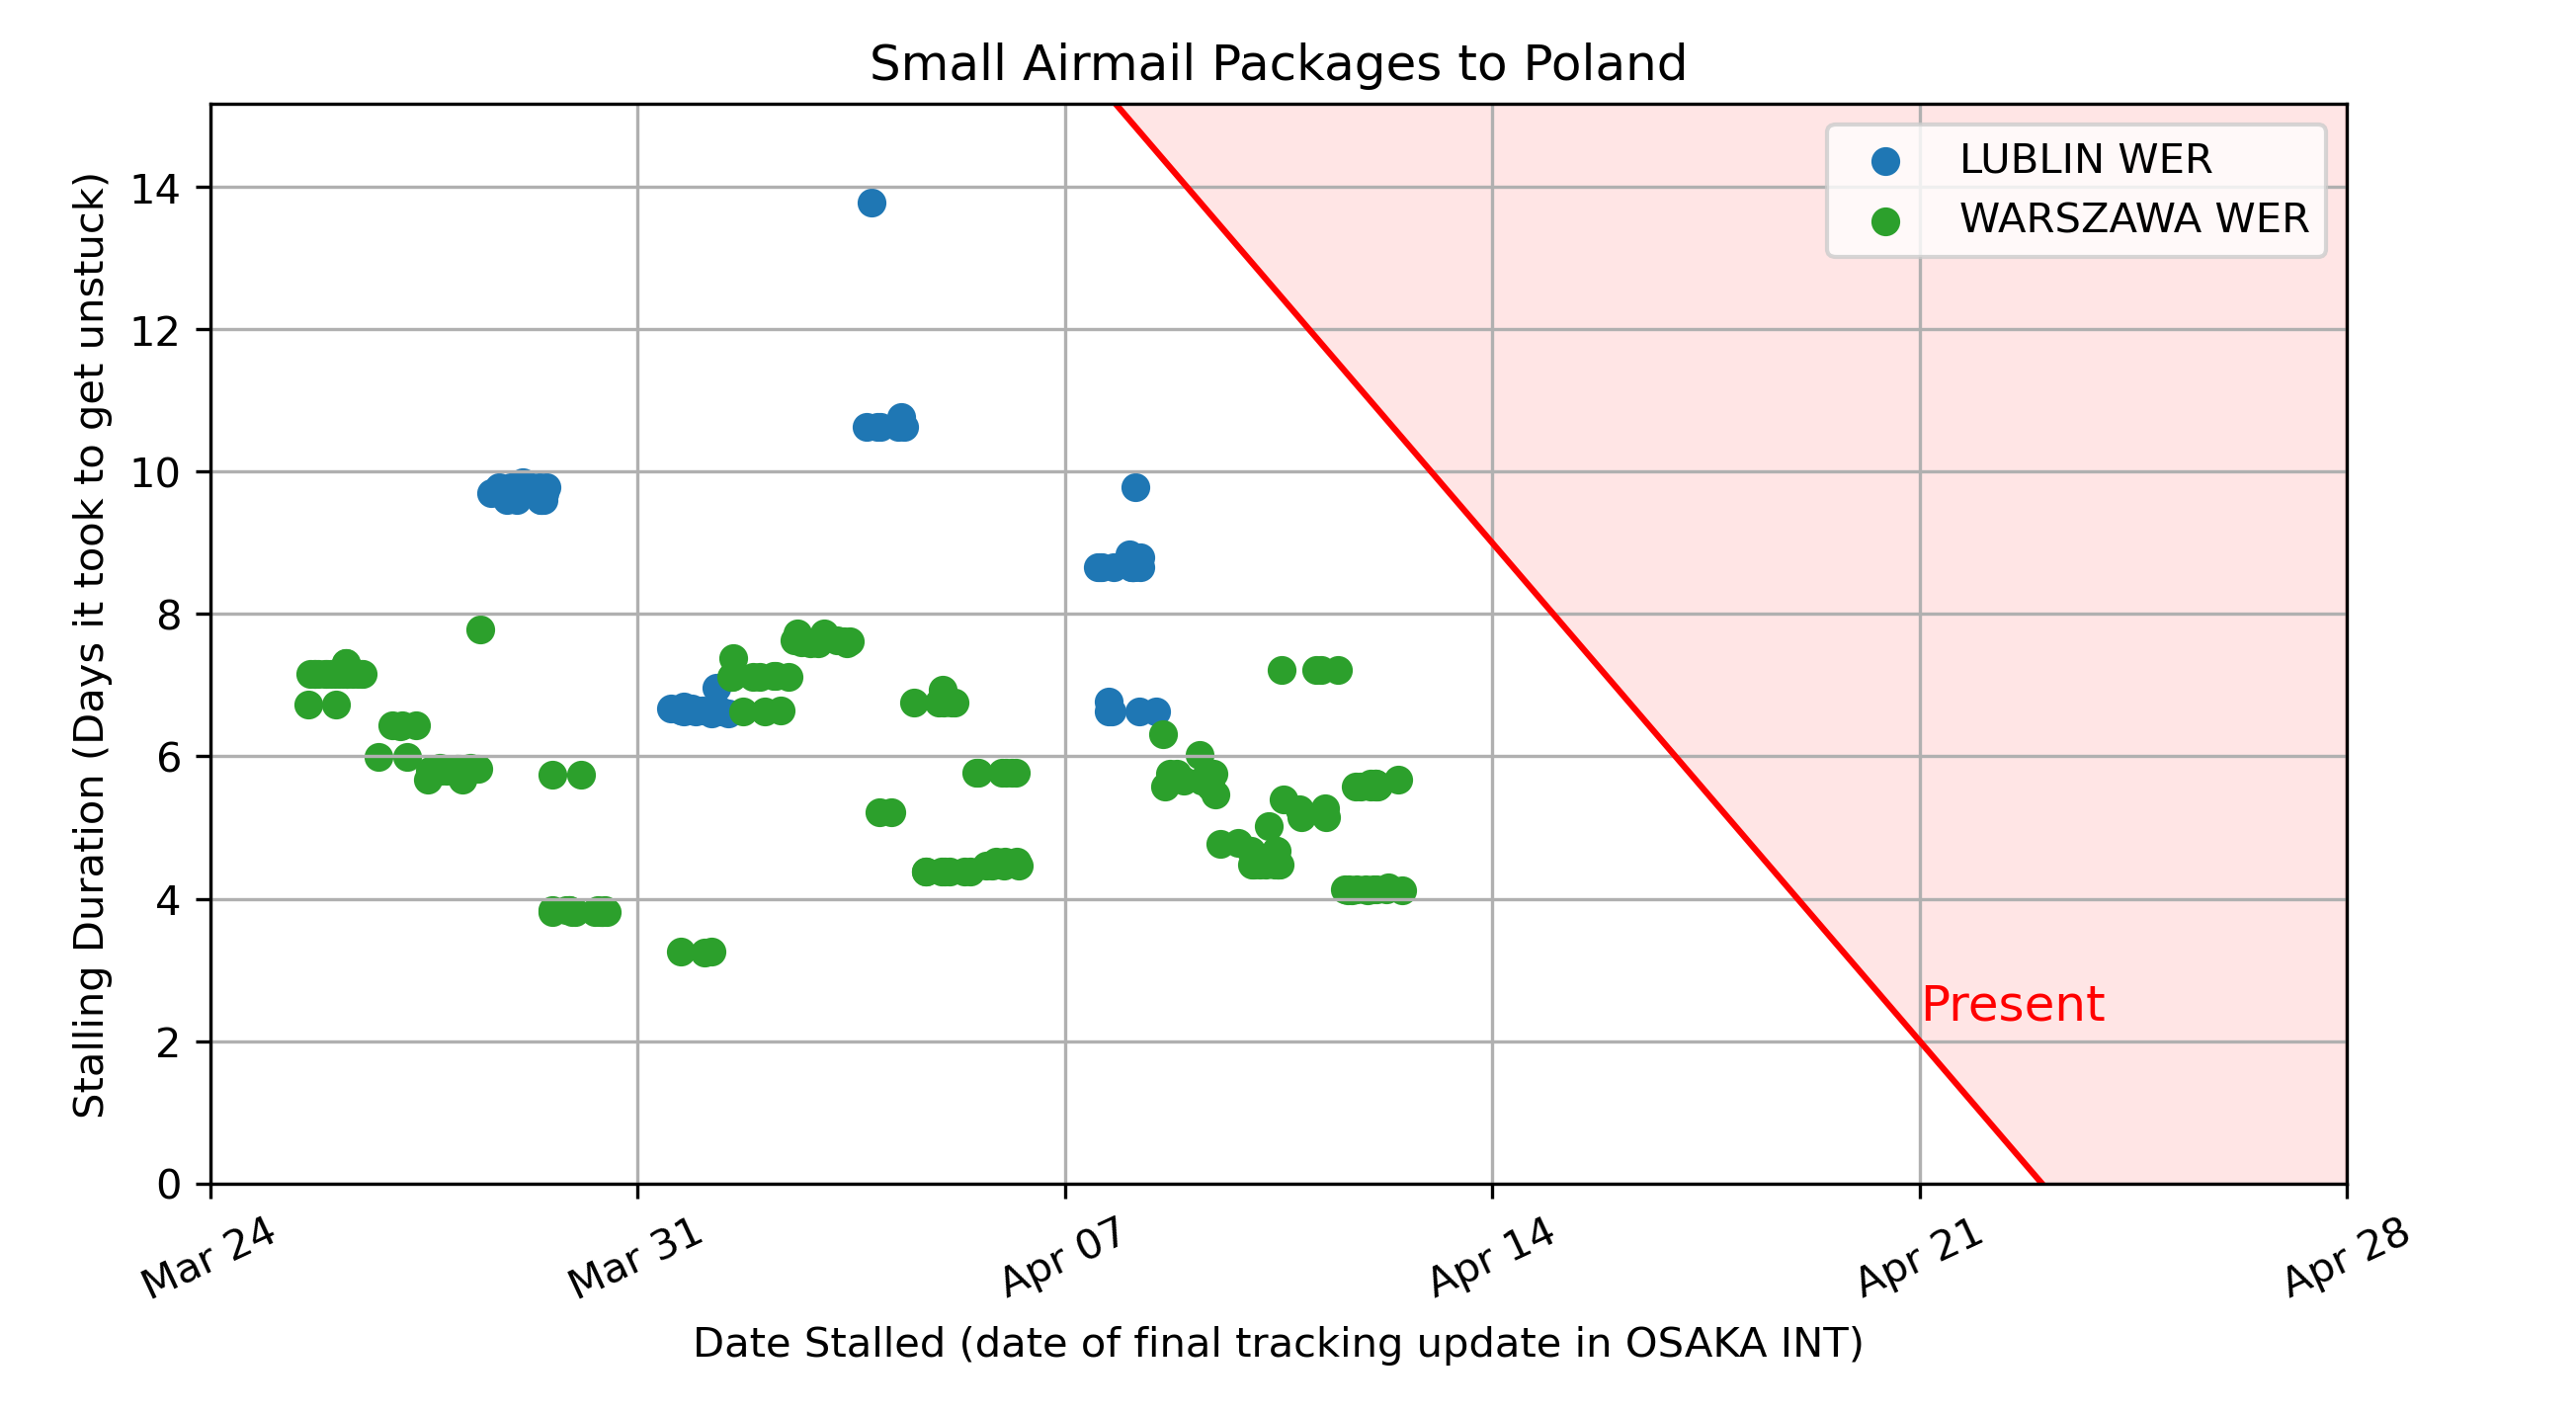 Small Airmail Packages to Poland
Stalling Duration (Days it took to get unstuck)
14
12
10
8
6
4
2
0
LUBLIN WER
WARSZAWA WER
Present
Mar 24
Mar 31
Apr 07
Apr 14
Apr 21
Apr 28
Date Stalled (date of final tracking update in OSAKA INT)